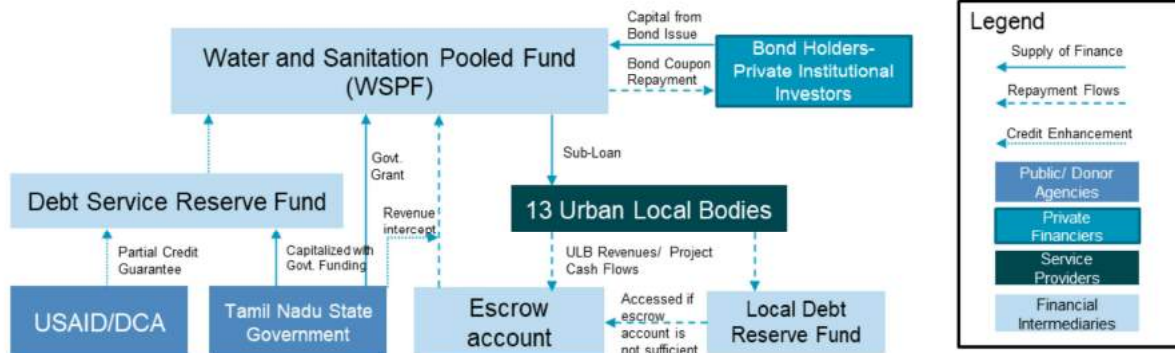 Capital from
Bond Issue
Water and Sanitation Pooled Fund
(WSPF)
Bond Coupon
Repayment
Bond Holders-
Private Institutional
Investors
Govt.
Grant
Sub-Loan
Debt Service Reserve Fund
Revenue
intercept
13 Urban Local Bodies
Partial Credit
Guarantee
Capitalized with
Govt. Funding
ULB Revenues/ Project
Cash Flows
USAID/DCA
Tamil Nadu State
Government
Escrow
account
Accessed if
escrow
account is
not sufficient
Local Debt
Reserve Fund
Legend
Supply of Finance
Repayment Flows
Credit Enhancement
Public/ Donor
Agencies
Private
Financiers
Service
Providers
Financial
Intermediaries